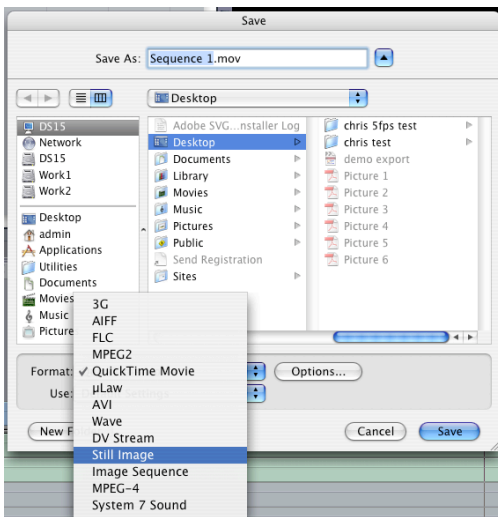 Save
Save As: Sequence 1.mov
Desktop
DS15
Network
DS15
Work1
Work2
Desktop
admin
Applications
Utilities
Documents
Movies
Music
Picture
Adobe SVG...nstaller Log
Desktop
Documents
Library
Movies
Music
Pictures
Public
Send Registration
Sites
chris 5fps test
chris test
demo export
Picture 1
Picture 2
Picture 3
Picture 4
Picture 5
Picture 6
Format:
Use:
3G
AIFF
FLC
MPEG2
✓ QuickTime Movie
µLaw
AVI
Wave
DV Stream
Still Image
Image Sequence
MPEG-4
System 7 Sound
Options...
New F
Cancel
Save